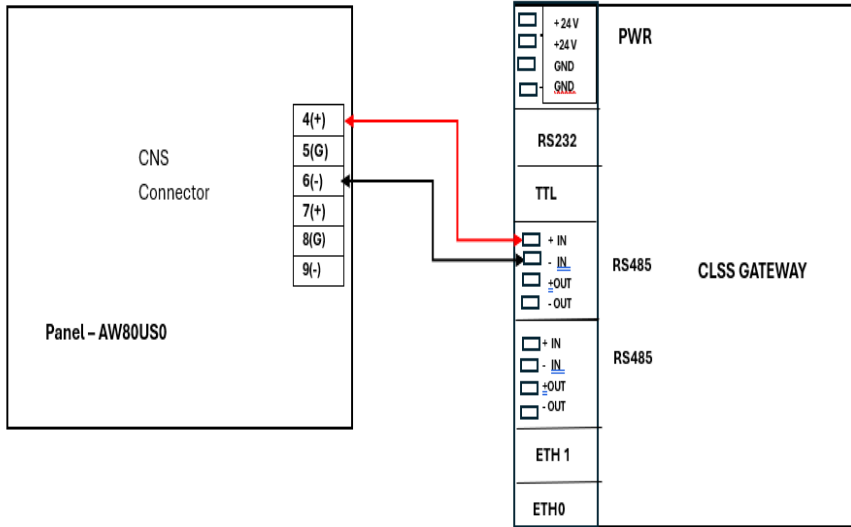 CNS
Connector
4(+)
5(G)
6(-)
7(+)
8(G)
9(-)
Panel – AW80US0
+ 24 V
+24 V
GND
GND
PWR
RS232
TTL
+ IN
- IN
+OUT
- OUT
RS485
CLSS GATEWAY
+ IN
- IN
+OUT
- OUT
RS485
ETH 1
ETH0